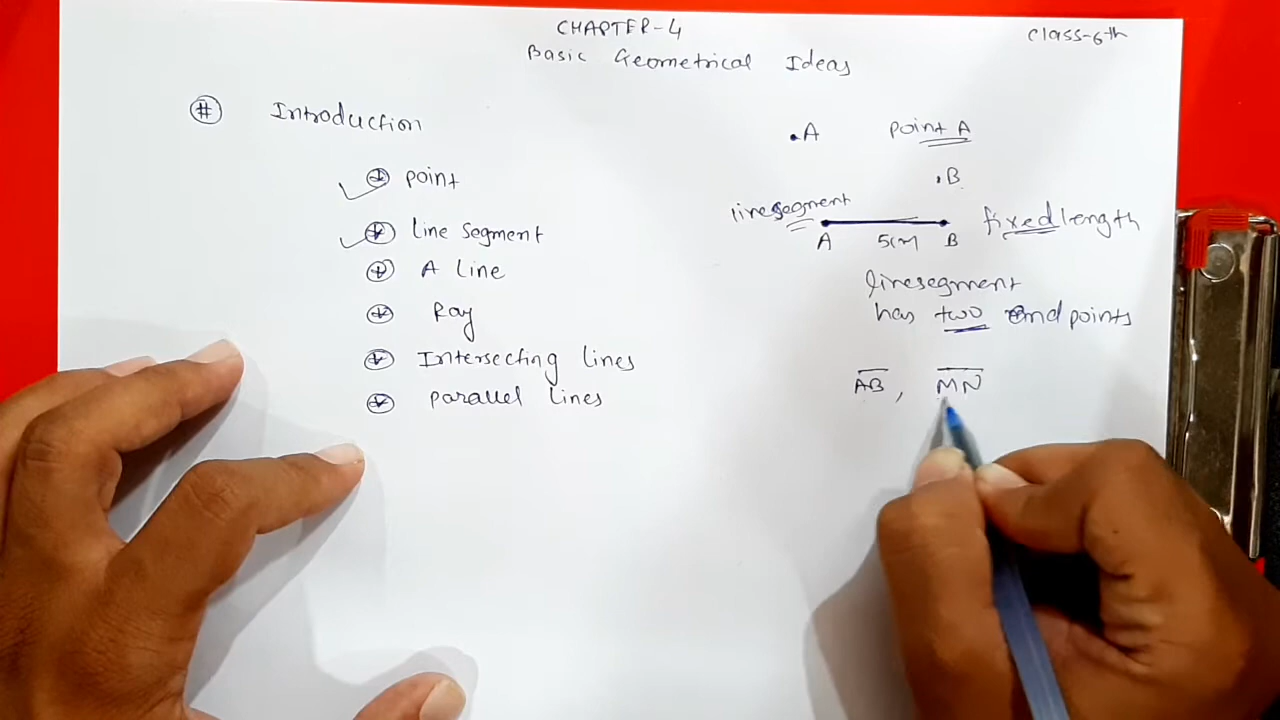 CHAPTER-4
Class-6th
Basic Geometrical Ideas
# Introduction
point
Line Segment
A Line
Ray
Intersecting lines
parallel lines
.A point A
.B
linesegment
A 5cm B fixed length
linesegment
has two end points
AB, MN